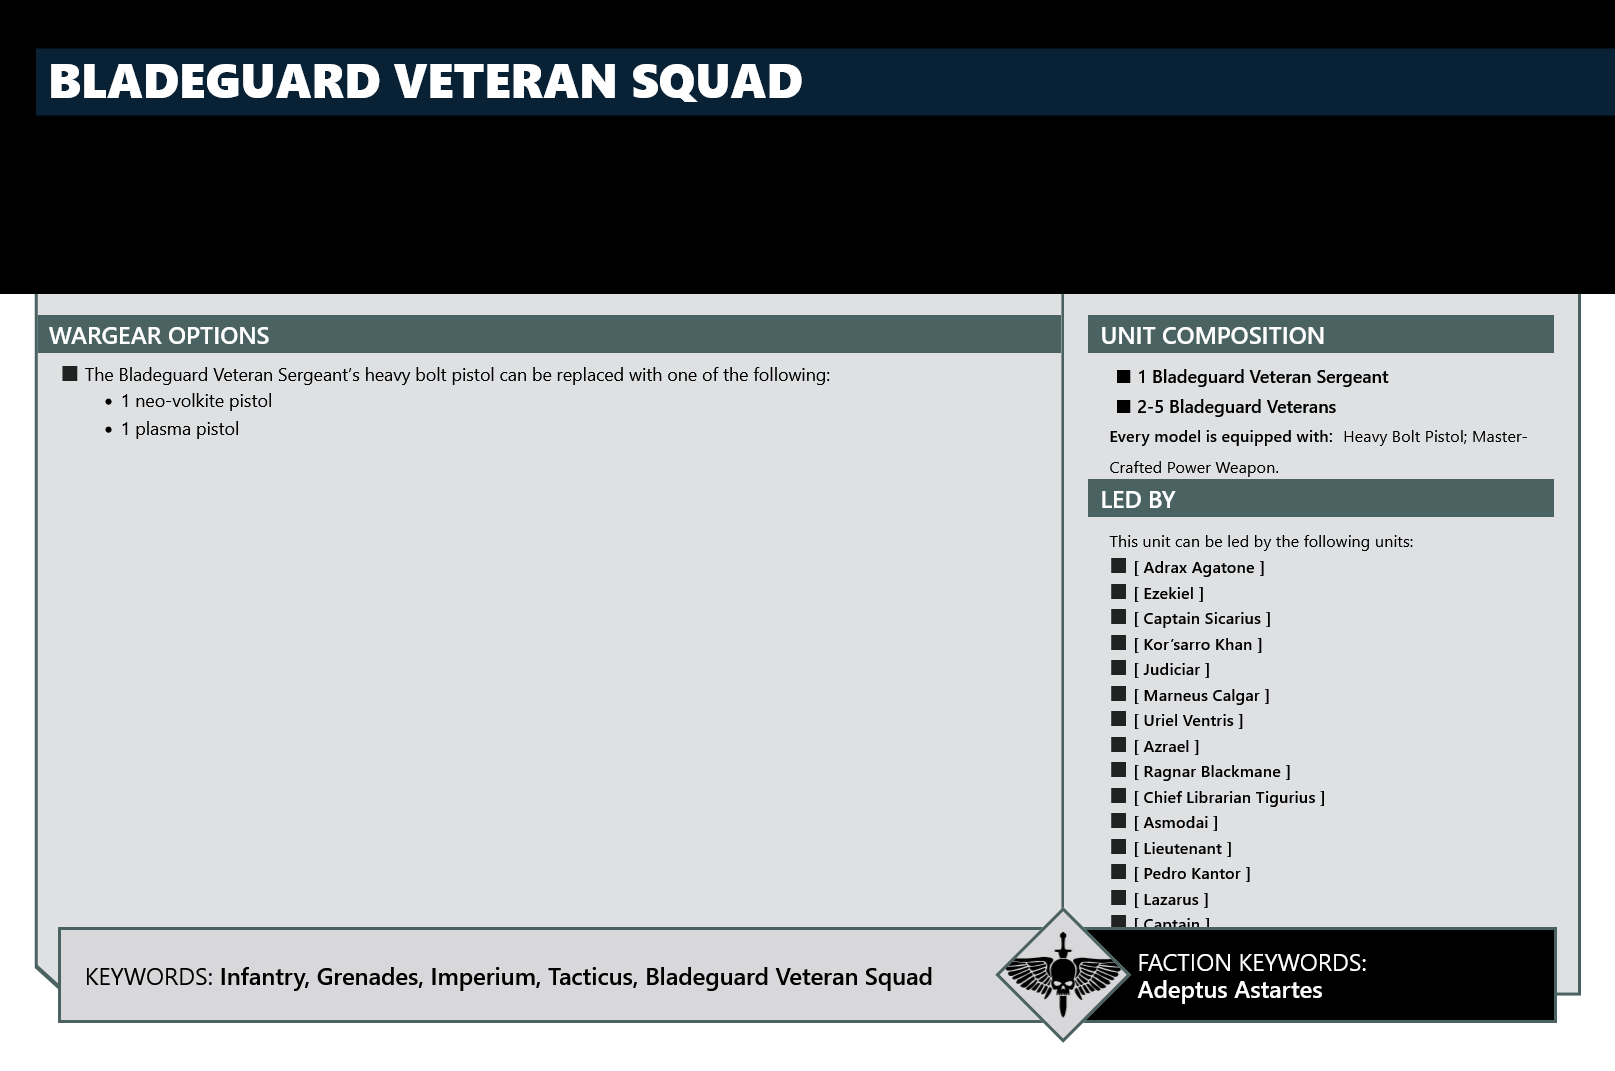 BLADEGUARD VETERAN SQUAD
WARGEAR OPTIONS
The Bladeguard Veteran Sergeant's heavy bolt pistol can be replaced with one of the following:
• 1 neo-volkite pistol
• 1 plasma pistol
UNIT COMPOSITION
■ 1 Bladeguard Veteran Sergeant
■ 2-5 Bladeguard Veterans
Every model is equipped with: Heavy Bolt Pistol; Master-
Crafted Power Weapon.
LED BY
This unit can be led by the following units:
■ [ Adrax Agatone ]
■ [ Ezekiel ]
■ [ Captain Sicarius ]
■ [ Kor'sarro Khan ]
■ [ Judiciar ]
■ [ Marneus Calgar ]
■ [ Uriel Ventris ]
■ [ Azrael ]
■ [ Ragnar Blackmane ]
■ [ Chief Librarian Tigurius ]
■ [ Asmodai ]
■ [ Lieutenant ]
■ [ Pedro Kantor ]
■ [ Lazarus ]
■ [ Captain ]
KEYWORDS: Infantry, Grenades, Imperium, Tacticus, Bladeguard Veteran Squad
FACTION KEYWORDS:
Adeptus Astartes